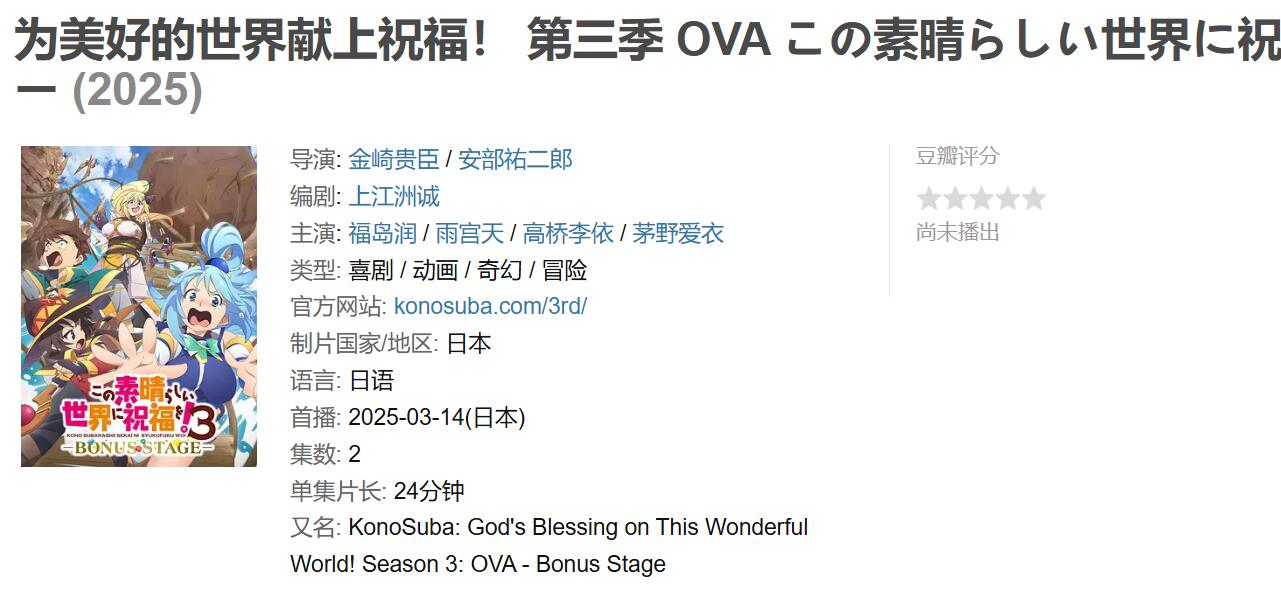 为美好的世界献上祝福！ 第三季 OVA この素晴らしい世界に祝
ー (2025)
导演: 金崎贵臣 / 安部祐二郎
编剧: 上江洲诚
主演: 福岛润 / 雨宫天 / 高桥李依 / 茅野爱衣
类型: 喜剧 / 动画 / 奇幻 / 冒险
官方网站: konosuba.com/3rd/
制片国家/地区: 日本
语言: 日语
首播: 2025-03-14(日本)
集数: 2
单集片长: 24分钟
又名: KonoSuba: God's Blessing on This Wonderful
World! Season 3: OVA - Bonus Stage
豆瓣评分
尚未播出
この素晴らしい
世界に祝福を!3
KONO SUBARASHII SEKAI NI SYUKUFUKU WO!
BONUS STAGE